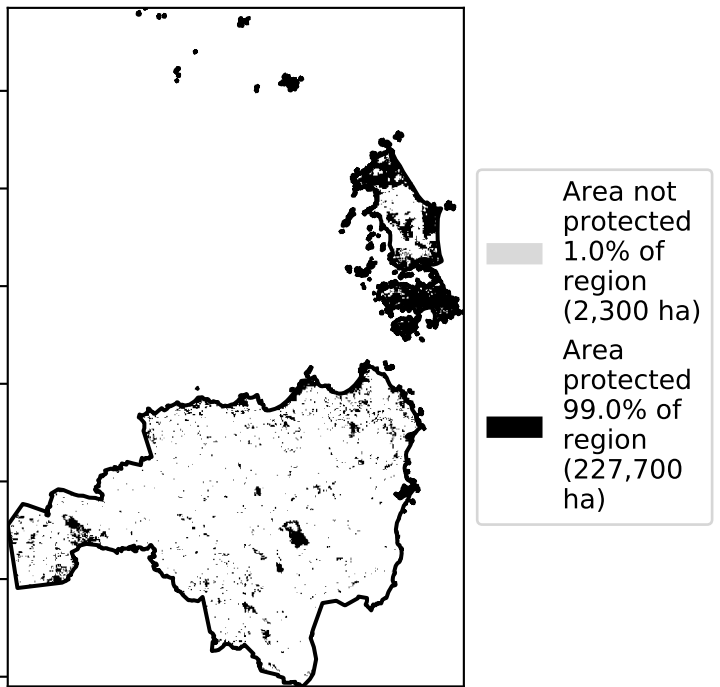 Area not
protected
1.0% of
region
(2,300 ha)
Area
protected
99.0% of
region
(227,700
ha)